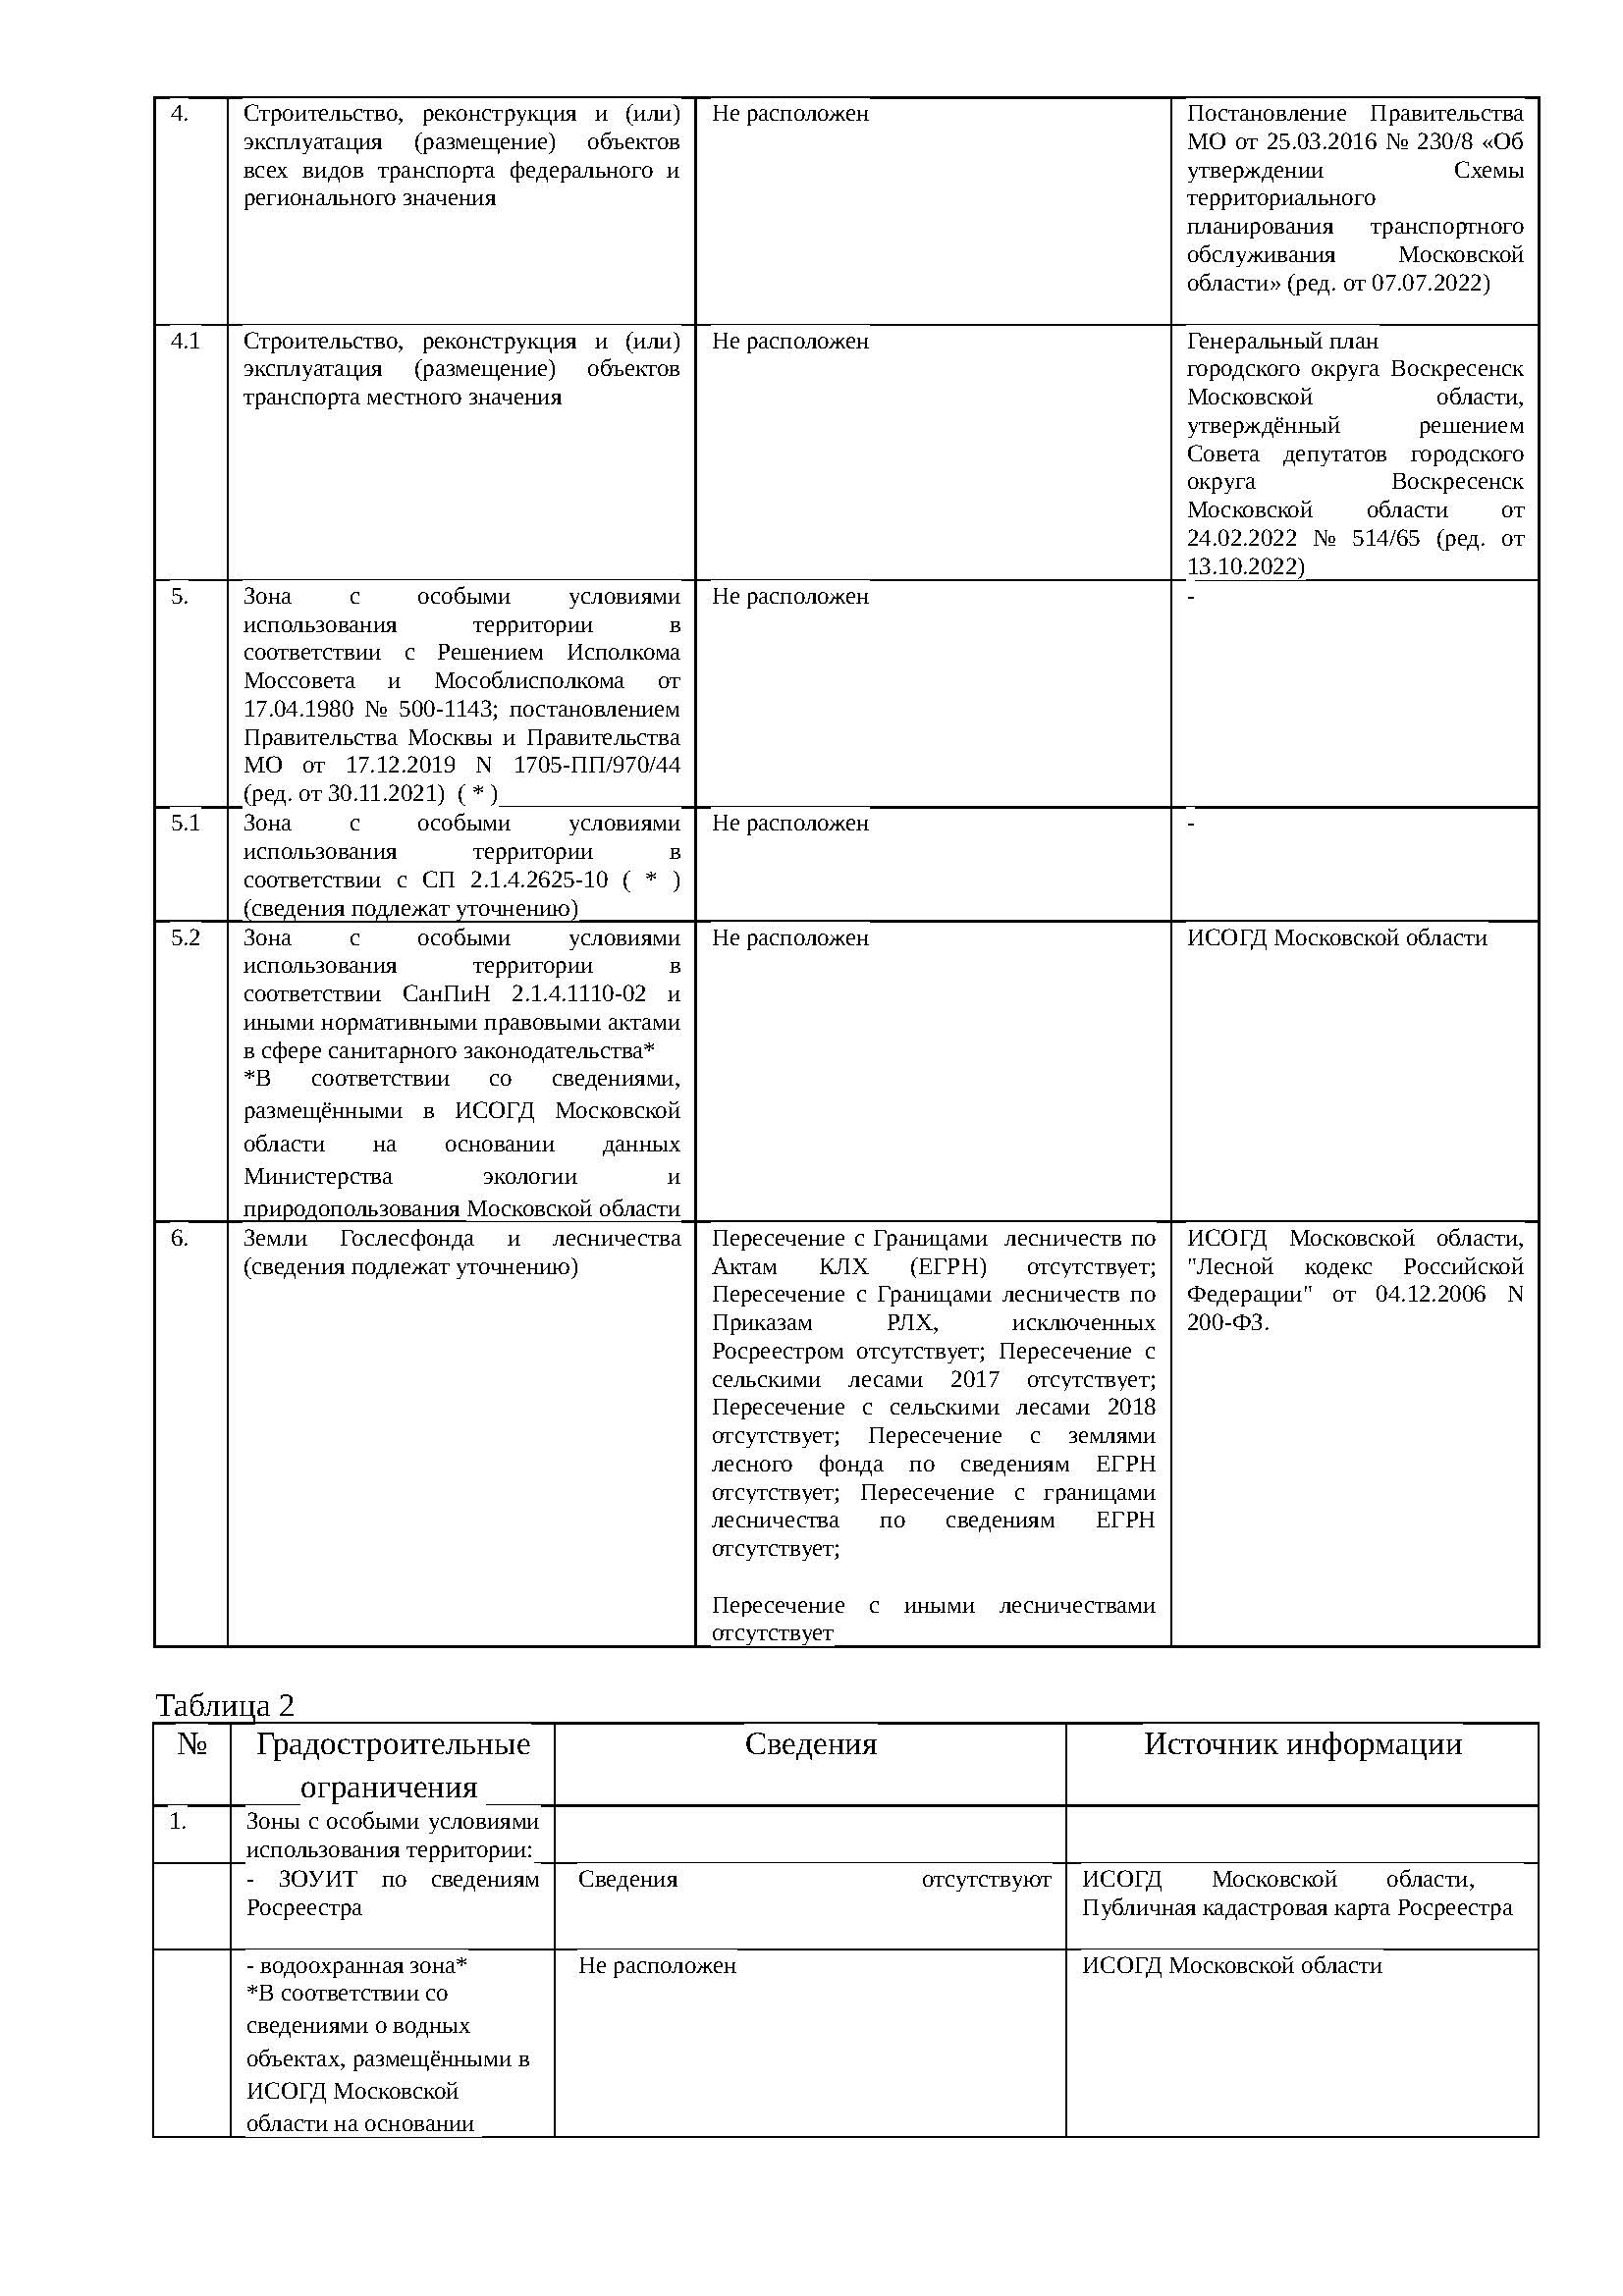 4.
Строительство, реконструкция и (или)
эксплуатация (размещение) объектов
всех видов транспорта федерального и
регионального значения
Не расположен
Постановление Правительства
МО от 25.03.2016 № 230/8 «Об
утверждении Схемы
территориального
планирования транспортного
обслуживания Московской
области» (ред. от 07.07.2022)
4.1
Строительство, реконструкция и (или)
эксплуатация (размещение) объектов
транспорта местного значения
Не расположен
Генеральный план
городского округа Воскресенск
Московской области,
утверждённый решением
Совета депутатов городского
округа Воскресенск
Московской области от
24.02.2022 № 514/65 (ред. от
13.10.2022)
5.
Зона с особыми условиями
использования территории в
соответствии с Решением Исполкома
Моссовета и Мособлисполкома от
17.04.1980 № 500-1143; постановлением
Правительства Москвы и Правительства
МО от 17.12.2019 N 1705-ПП/970/44
(ред. от 30.11.2021) ( * )
Не расположен
-
5.1
Зона с особыми условиями
использования территории в
соответствии с СП 2.1.4.2625-10 ( * )
(сведения подлежат уточнению)
Не расположен
-
5.2
Зона с особыми условиями
использования территории в
соответствии СанПиН 2.1.4.1110-02 и
иными нормативными правовыми актами
в сфере санитарного законодательства*
*В соответствии со сведениями,
размещёнными в ИСОГД Московской
области на основании данных
Министерства экологии и
природопользования Московской области
Не расположен
ИСОГД Московской области
6.
Земли Гослесфонда и лесничества
(сведения подлежат уточнению)
Пересечение с Границами лесничеств по
Актам КЛХ (ЕГРН) отсутствует;
Пересечение с Границами лесничеств по
Приказам РЛХ, исключенных
Росреестром отсутствует; Пересечение с
сельскими лесами 2017 отсутствует;
Пересечение с сельскими лесами 2018
отсутствует; Пересечение с землями
лесного фонда по сведениям ЕГРН
отсутствует; Пересечение с границами
лесничества по сведениям ЕГРН
отсутствует;
Пересечение с иными лесничествами
отсутствует
ИСОГД Московской области,
"Лесной кодекс Российской
Федерации" от 04.12.2006 N
200-ФЗ.
Таблица 2
№
Градостроительные
ограничения
Сведения
Источник информации
1.
Зоны с особыми условиями
использования территории:
- ЗОУИТ по сведениям
Росреестра
Сведения отсутствуют
ИСОГД Московской области,
Публичная кадастровая карта Росреестра
- водоохранная зона*
*В соответствии со
сведениями о водных
объектах, размещёнными в
ИСОГД Московской
области на основании
Не расположен
ИСОГД Московской области